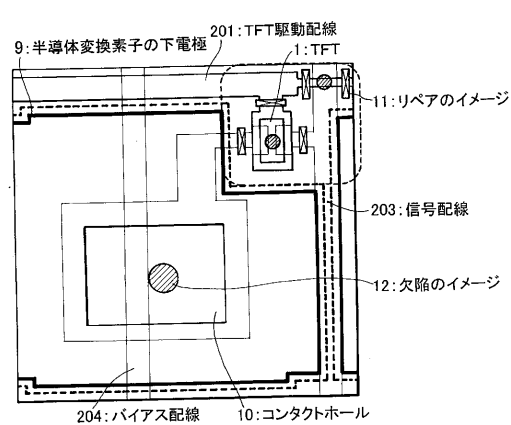 201:TFT駆動配線
9:半導体変換素子の下電極
1:TFT
11:リペアのイメージ
203:信号配線
12:欠陥のイメージ
204:バイアス配線
10:コンタクトホール